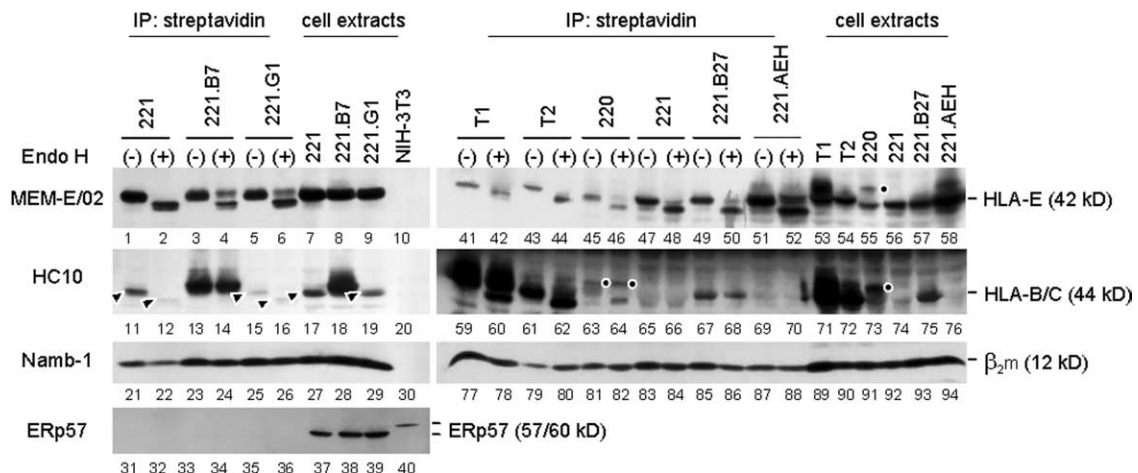 IP: streptavidin cell extracts IP: streptavidin cell extracts
221 221.B7 221.G1 221 221.B7 221.G1 NIH-3T3 T1 T2 220 221 221.B27 221.AEH T1 T2 220 221 221.B27 221.AEH
Endo H (-) (+) (-) (+) (-) (+) (-) (+) (-) (+) (-) (+) (-) (+) (-) (+) (-) (+)
MEM-E/02 HLA-E (42 kD)
1 2 3 4 5 6 7 8 9 10 41 42 43 44 45 46 47 48 49 50 51 52 53 54 55 56 57 58
HC10 HLA-B/C (44 kD)
11 12 13 14 15 16 17 18 19 20 59 60 61 62 63 64 65 66 67 68 69 70 71 72 73 74 75 76
Namb-1 β₂m (12 kD)
21 22 23 24 25 26 27 28 29 30 77 78 79 80 81 82 83 84 85 86 87 88 89 90 91 92 93 94
ERp57 ERp57 (57/60 kD)
31 32 33 34 35 36 37 38 39 40